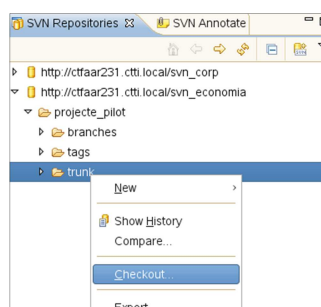 SVN Repositories SVN Annotate
http://ctfaar231.ctti.local/svn_corp
http://ctfaar231.ctti.local/svn_economia
projecte_pilot
branches
tags
trunk
New
Show History
Compare...
Checkout...
Export